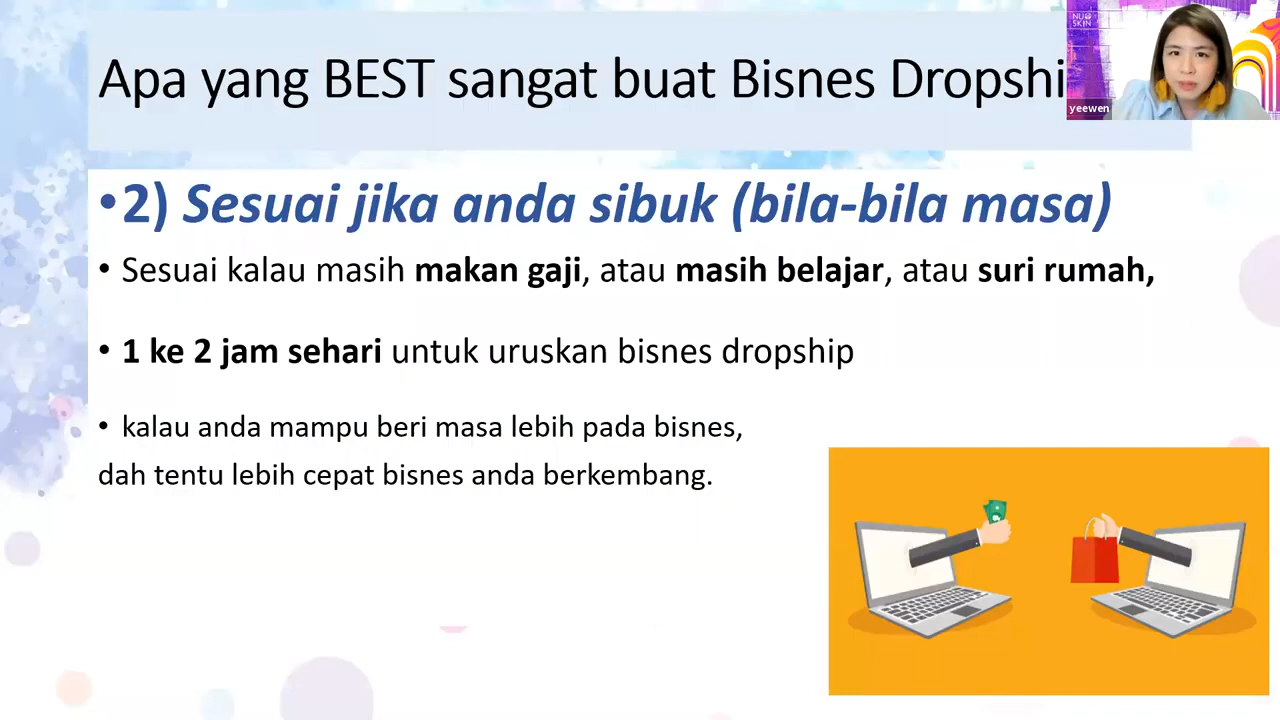 Apa yang BEST sangat buat Bisnes Dropshi
NU SKIN
yeewen
•2) Sesuai jika anda sibuk (bila-bila masa)
• Sesuai kalau masih makan gaji, atau masih belajar, atau suri rumah,
• 1 ke 2 jam sehari untuk uruskan bisnes dropship
• kalau anda mampu beri masa lebih pada bisnes,
dah tentu lebih cepat bisnes anda berkembang.